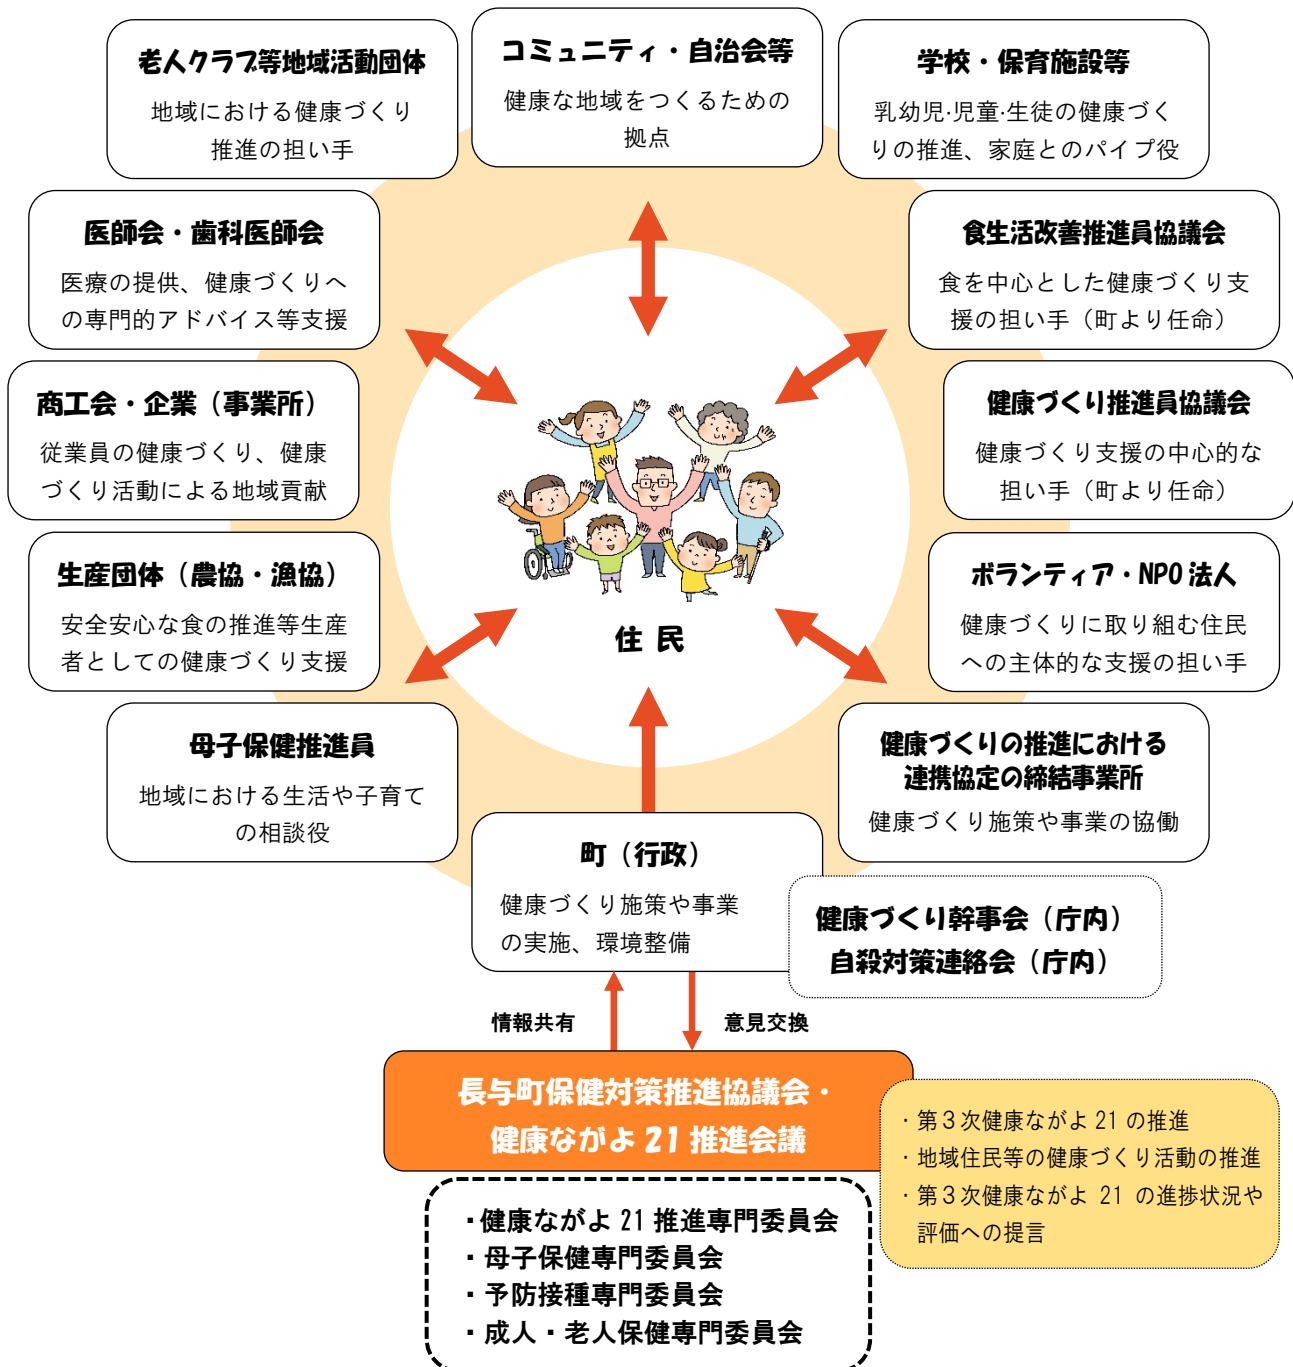 老人クラブ等地域活動団体
地域における健康づくり
推進の担い手
コミュニティ・自治会等
健康な地域をつくるための
拠点
学校・保育施設等
乳幼児・児童・生徒の健康づく
りの推進、家庭とのパイプ役
医師会・歯科医師会
医療の提供、健康づくりへ
の専門的アドバイス等支援
食生活改善推進員協議会
食を中心とした健康づくり支
援の担い手（町より任命）
商工会・企業（事業所）
従業員の健康づくり、健康
づくり活動による地域貢献
健康づくり推進員協議会
健康づくり支援の中心的な
担い手（町より任命）
生産団体（農協・漁協）
安全安心な食の推進等生産
者としての健康づくり支援
ボランティア・NPO法人
健康づくりに取り組む住民
への主体的な支援の担い手
住 民
母子保健推進員
地域における生活や子育て
の相談役
健康づくりの推進における
連携協定の締結事業所
健康づくり施策や事業の協働
町（行政）
健康づくり施策や事業
の実施、環境整備
健康づくり幹事会（庁内）
自殺対策連絡会（庁内）
情報共有
意見交換
長与町保健対策推進協議会・
健康ながよ21推進会議
・第３次健康ながよ21の推進
・地域住民等の健康づくり活動の推進
・第３次健康ながよ 21 の進捗状況や
評価への提言
・健康ながよ21推進専門委員会
・母子保健専門委員会
・予防接種専門委員会
・成人・老人保健専門委員会